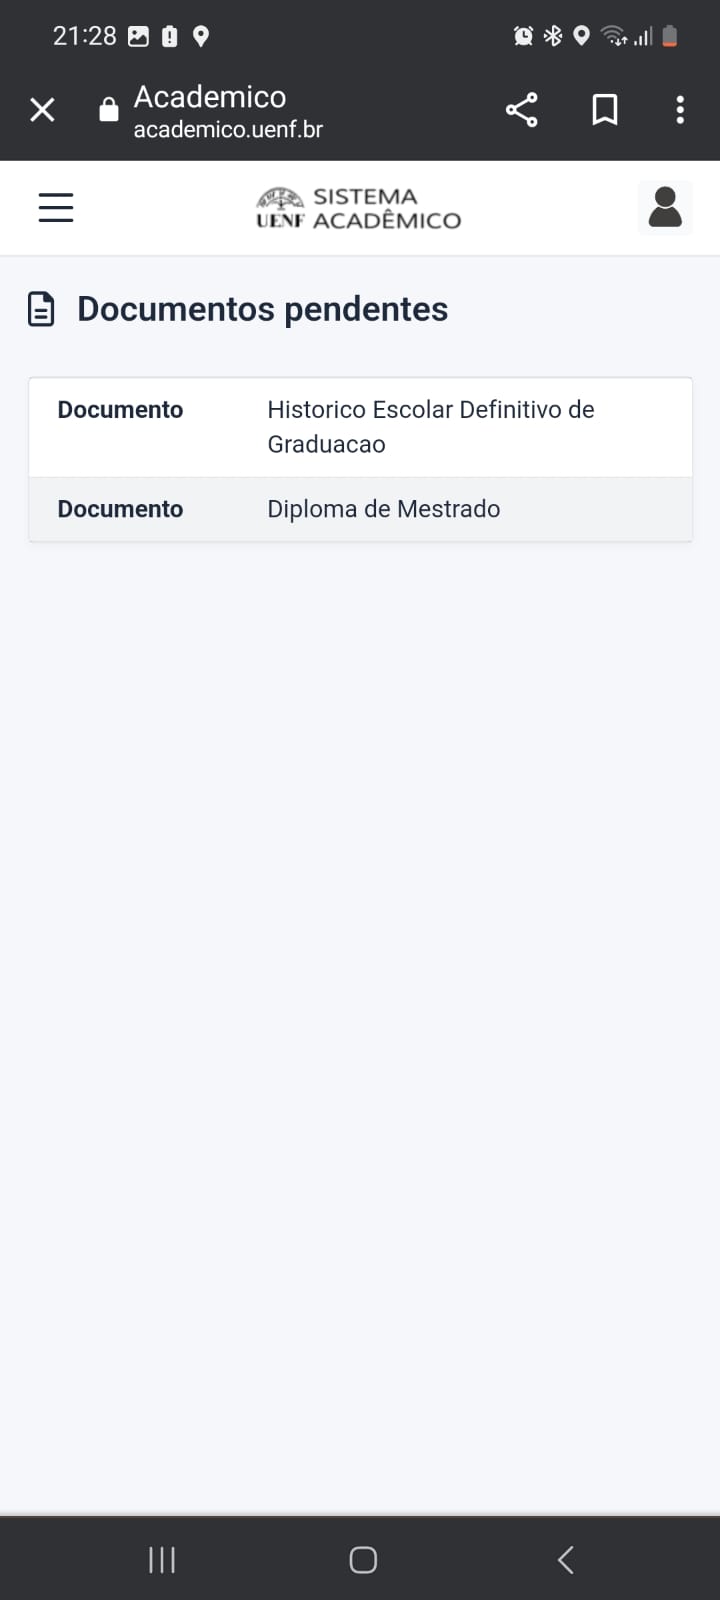 21:28
Academico
academico.uenf.br
UENF SISTEMA ACADÊMICO
Documentos pendentes
Documento Historico Escolar Definitivo de
Graduacao
Documento Diploma de Mestrado